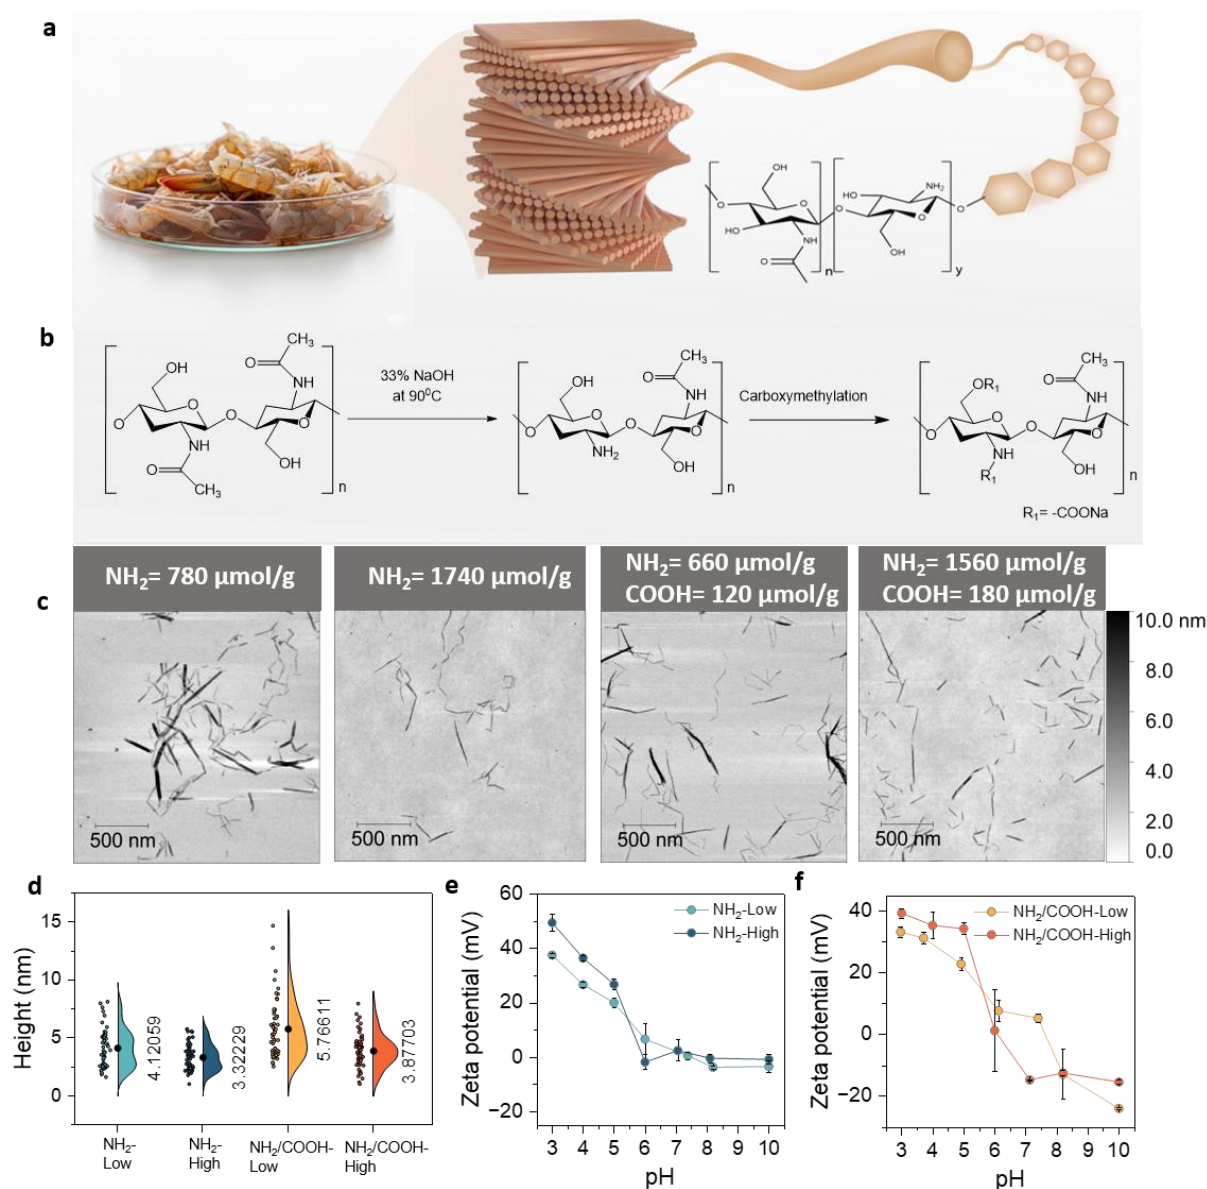 a
OH
O
O
HO
NH
O
n
HO
NH₂
O
O
OH
y
b
OH
O
O
NH
O
CH₃
O
CH₃
O
NH
O
OH
n
33% NaOH
at 90⁰C
OH
O
O
NH₂
O
CH₃
O
NH
O
OH
n
Carboxymethylation
OR₁
O
O
NH
R₁
O
CH₃
O
NH
O
OH
n
R₁= -COONa
c
NH₂= 780 µmol/g
NH₂= 1740 µmol/g
NH₂= 660 µmol/g
COOH= 120 µmol/g
NH₂= 1560 µmol/g
COOH= 180 µmol/g
500 nm
500 nm
500 nm
500 nm
10.0 nm
8.0
6.0
4.0
2.0
0.0
d
Height (nm)
15
10
5
0
4.12059
3.32229
5.76611
3.87703
NH₂-
Low
NH₂-
High
NH₂/COOH-
Low
NH₂/COOH-
High
e
Zeta potential (mV)
60
40
20
0
−20
NH₂-Low
NH₂-High
3 4 5 6 7 8 10
pH
f
Zeta potential (mV)
40
20
0
−20
NH₂/COOH-Low
NH₂/COOH-High
3 4 5 6 7 8 10
pH